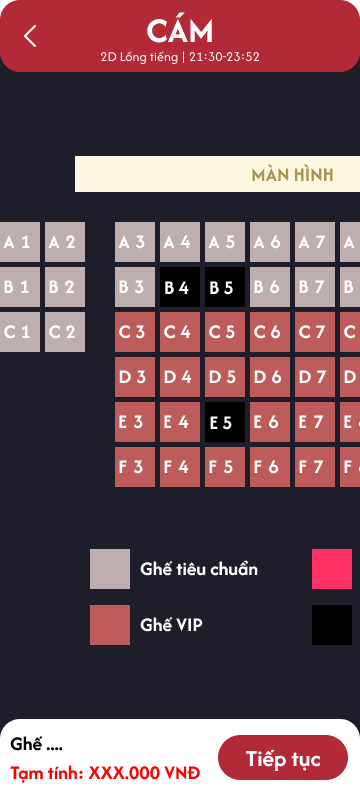 CÁM
2D Lồng tiếng | 21:30-23:52
MÀN HÌNH
A 1 A 2 A 3 A 4 A 5 A 6 A 7 A
B 1 B 2 B 3 B 4 B 5 B 6 B 7 B
C 1 C 2 C 3 C 4 C 5 C 6 C 7 C
D 3 D 4 D 5 D 6 D 7 D
E 3 E 4 E 5 E 6 E 7 E
F 3 F 4 F 5 F 6 F 7 F
Ghế tiêu chuẩn
Ghế VIP
Ghế ....
Tạm tính: XXX.000 VNĐ
Tiếp tục